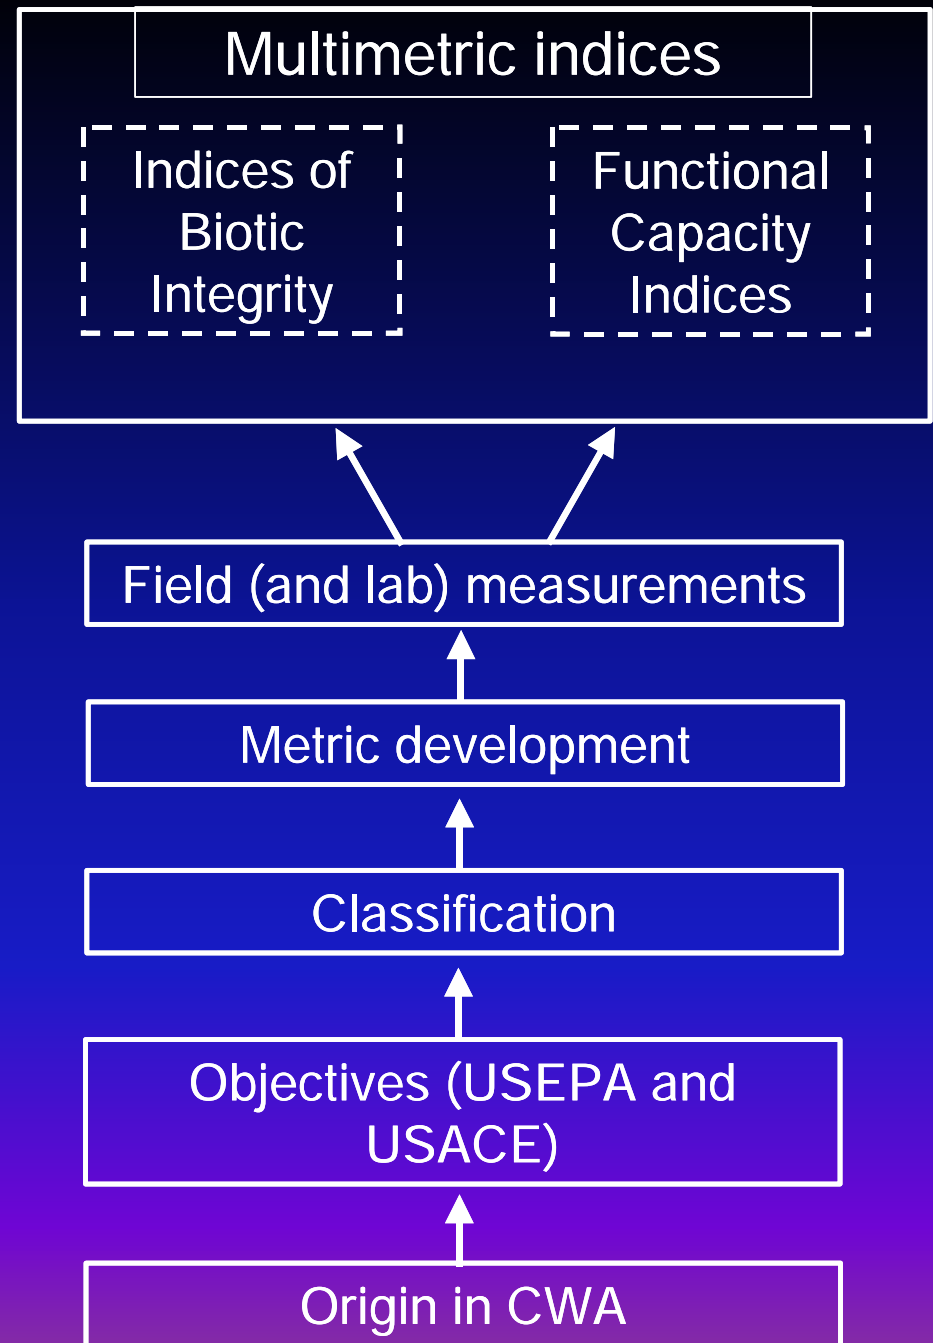 Multimetric indices
Indices of
Biotic
Integrity
Functional
Capacity
Indices
Field (and lab) measurements
Metric development
Classification
Objectives (USEPA and
USACE)
Origin in CWA